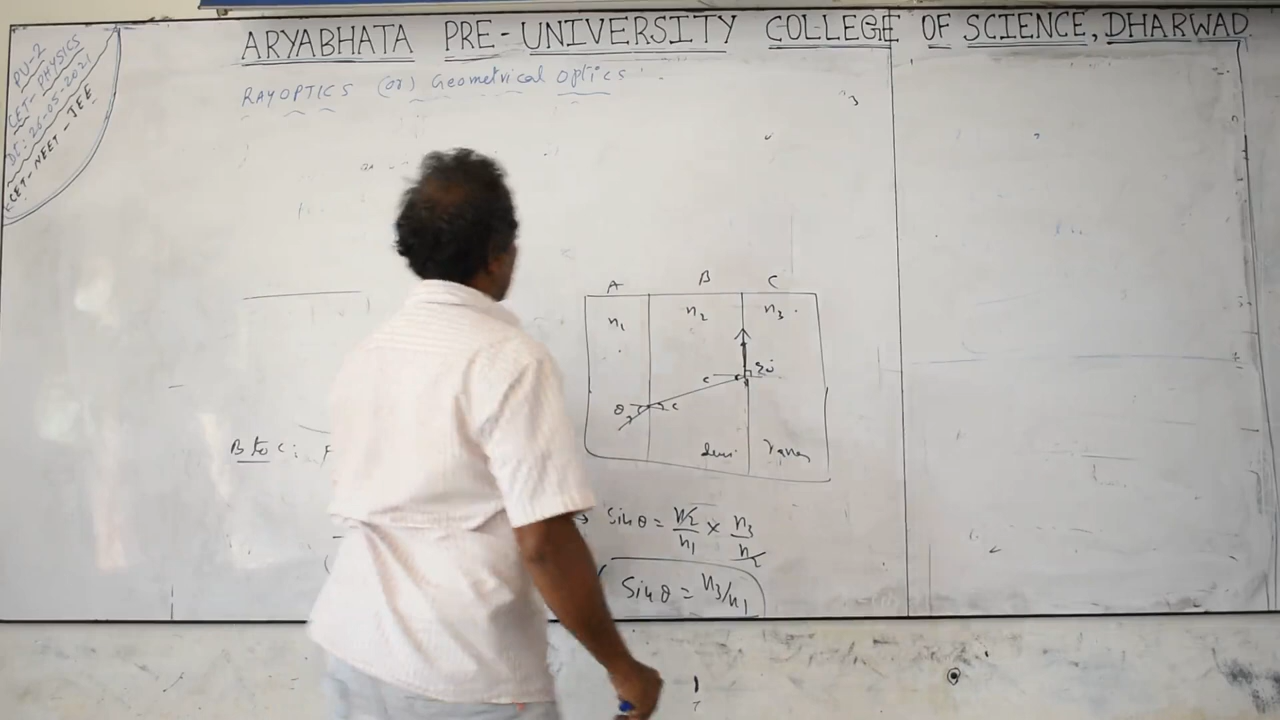 ARYABHATA PRE-UNIVERSITY COLLEGE OF SCIENCE, DHARWAD.
PU-2
CET-PHYSICS
Dt: 26-05-2021
KCET-NEET-JEE
RAYOPTICS (or) Geometrical Optics
A B C
n₁ n₂ n₃
c
θ c
B to C:
Sin θ = n₂/n₁ × n₃/n₂
Sin θ = n₃/n₁